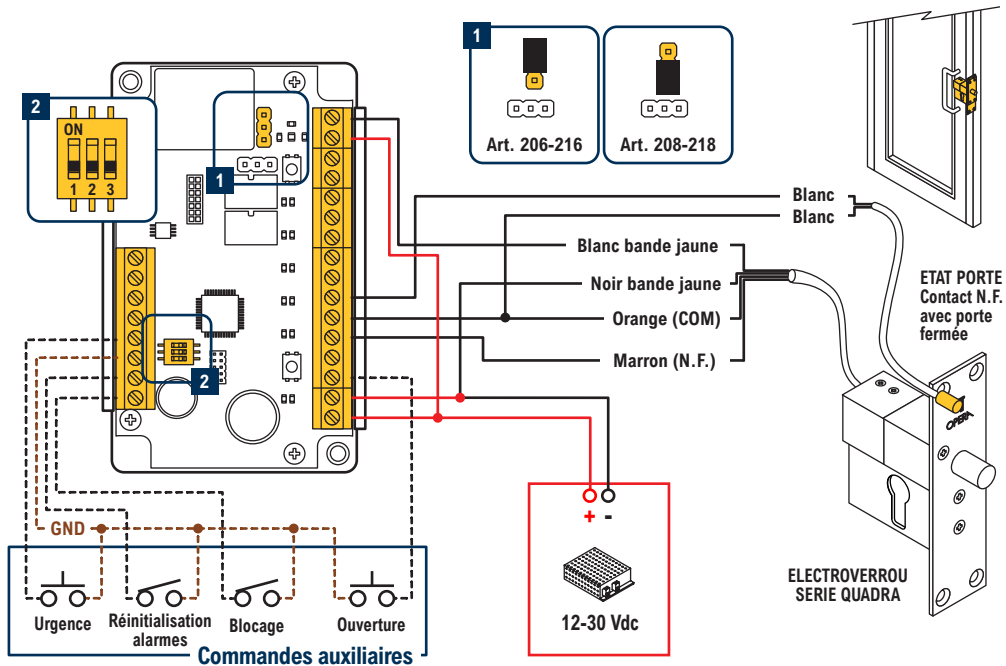 1
Art. 206-216
Art. 208-218
2
ON
1 2 3
1
2
Blanc
Blanc
Blanc bande jaune
Noir bande jaune
Orange (COM)
Marron (N.F.)
ETAT PORTE
Contact N.F.
avec porte
fermée
OPERA
GND
+ -
12-30 Vdc
ELECTROVERROU
SERIE QUADRA
Urgence
Réinitialisation
alarmes
Blocage
Ouverture
Commandes auxiliaires